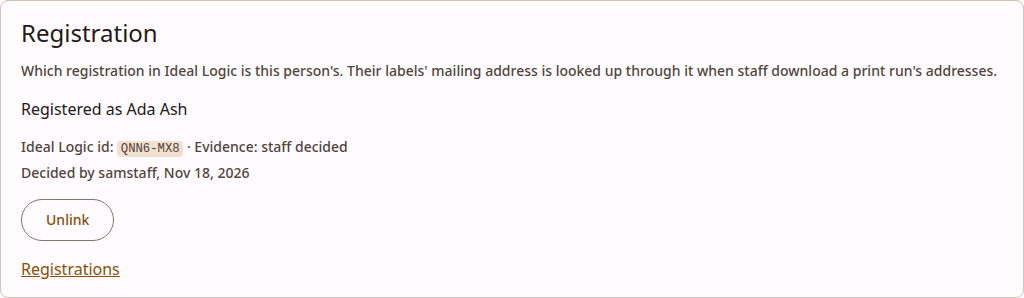 Registration
Which registration in Ideal Logic is this person's. Their labels' mailing address is looked up through it when staff download a print run's addresses.
Registered as Ada Ash
Ideal Logic id: QNN6-MX8 · Evidence: staff decided
Decided by samstaff, Nov 18, 2026
Unlink
Registrations